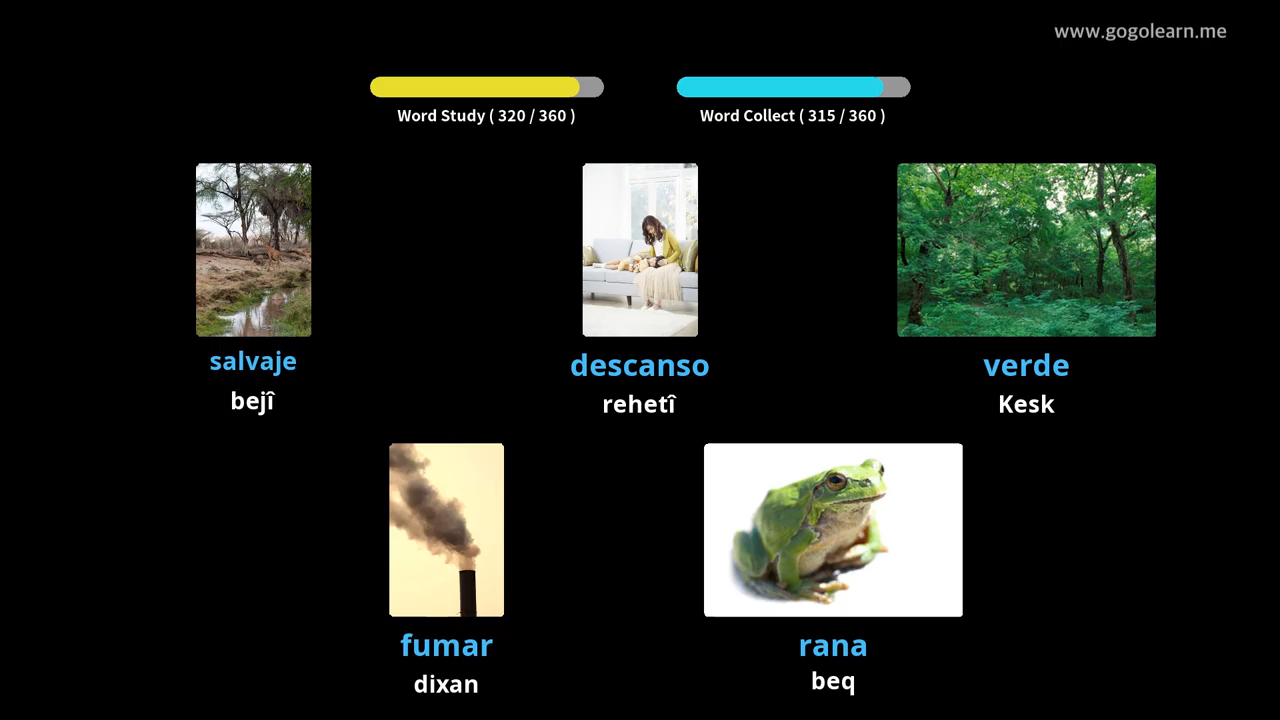 www.gogolearn.me
Word Study ( 320 / 360 )
Word Collect ( 315 / 360 )
salvaje
bejî
descanso
rehetî
verde
Kesk
fumar
dixan
rana
beq